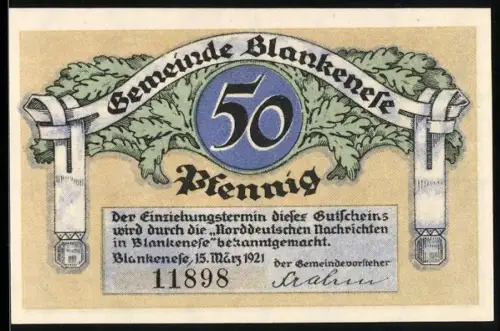 Gemeinde Blankenese
50
Pfennig
Der Einziehungstermin dieses Gutscheins
wird durch die „Norddeutschen Nachrichten
in Blankenese" bekanntgemacht.
Blankenese, 15. März 1921
der Gemeindevorsteher
11898